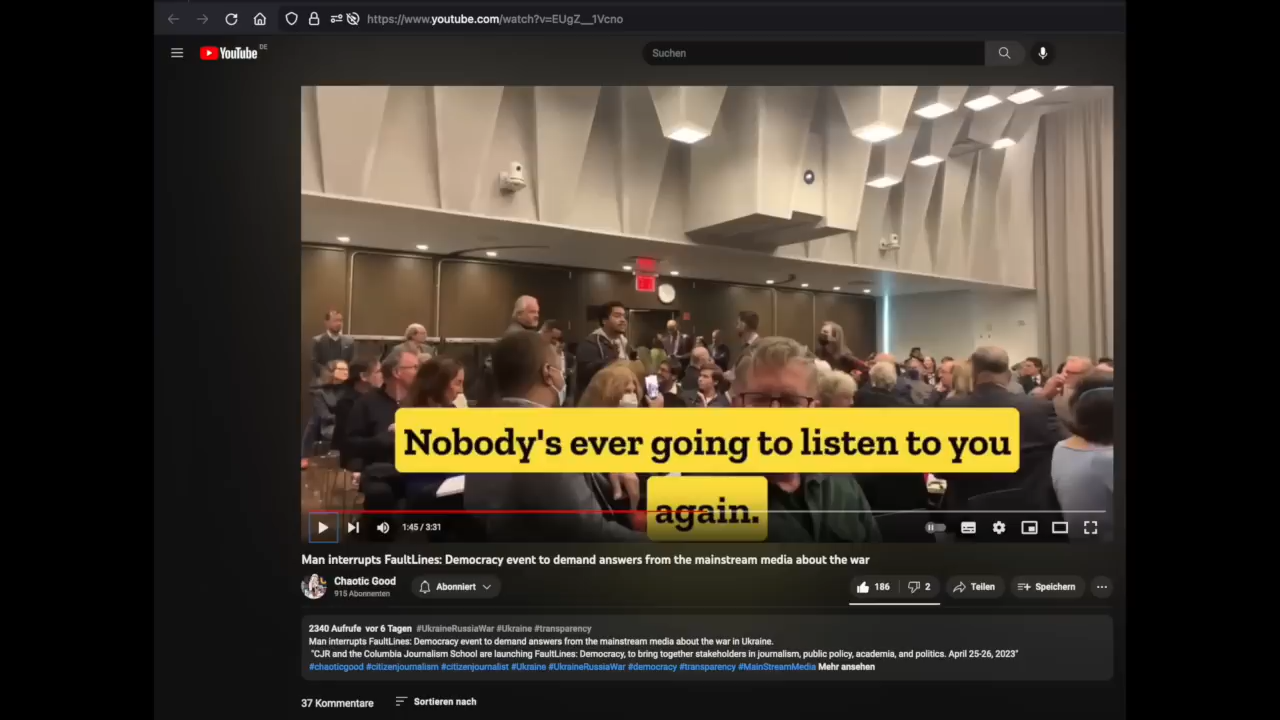 https://www.youtube.com/watch?v=EUgZ__1Vcno
YouTube DE
Suchen
Nobody's ever going to listen to you
again.
1:45 / 3:31
Man interrupts FaultLines: Democracy event to demand answers from the mainstream media about the war
Chaotic Good
915 Abonnenten
Abonniert
186
2
Teilen
Speichern
2340 Aufrufe vor 6 Tagen #UkraineRussiaWar #Ukraine #transparency
Man interrupts FaultLines: Democracy event to demand answers from the mainstream media about the war in Ukraine.
"CJR and the Columbia Journalism School are launching FaultLines: Democracy, to bring together stakeholders in journalism, public policy, academia, and politics. April 25-26, 2023"
#chaoticgood #citizenjournalism #citizenjournalist #Ukraine #UkraineRussiaWar #democracy #transparency #MainStreamMedia Mehr ansehen
37 Kommentare
Sortieren nach